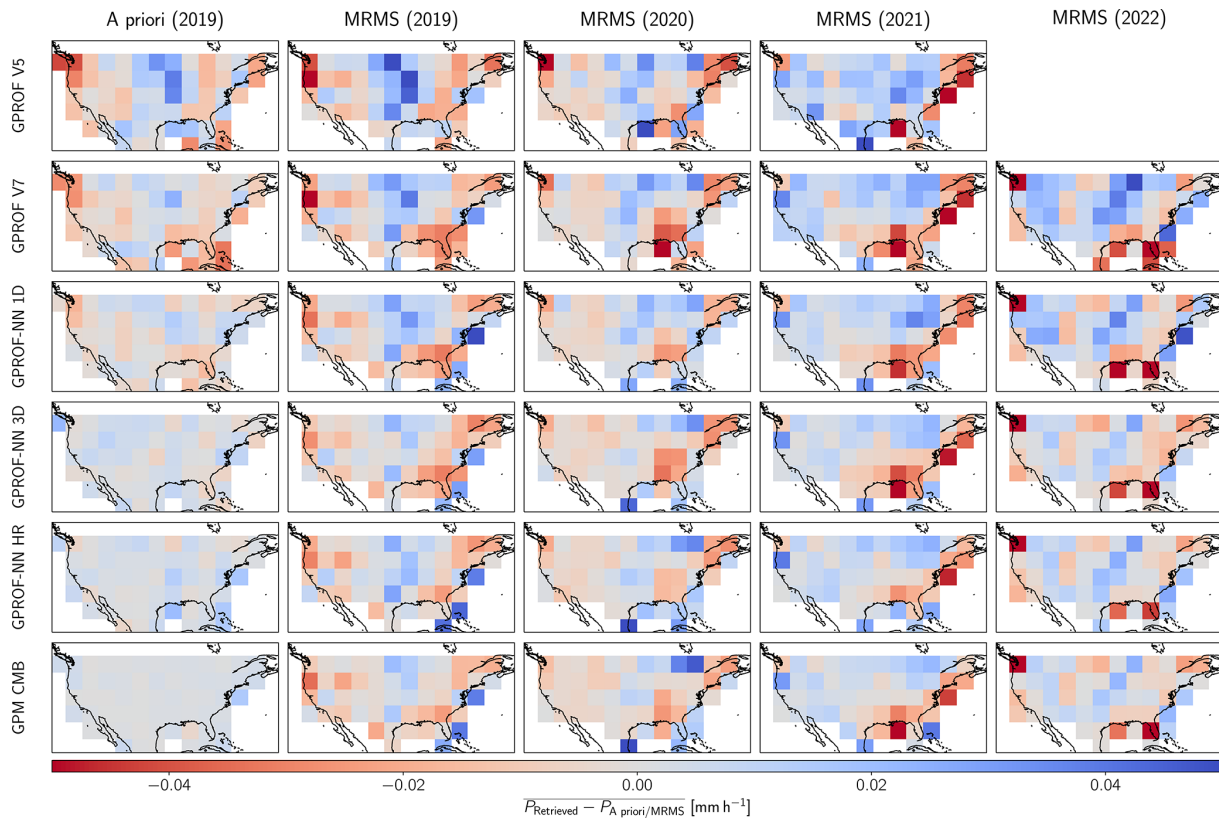 A priori (2019) MRMS (2019) MRMS (2020) MRMS (2021) MRMS (2022)
GPROF V5
GPROF V7
GPROF-NN 1D
GPROF-NN 3D
GPROF-NN HR
GPM CMB
−0.04 −0.02 0.00 0.02 0.04
P_Retrieved − P_A priori/MRMS [mm h⁻¹]